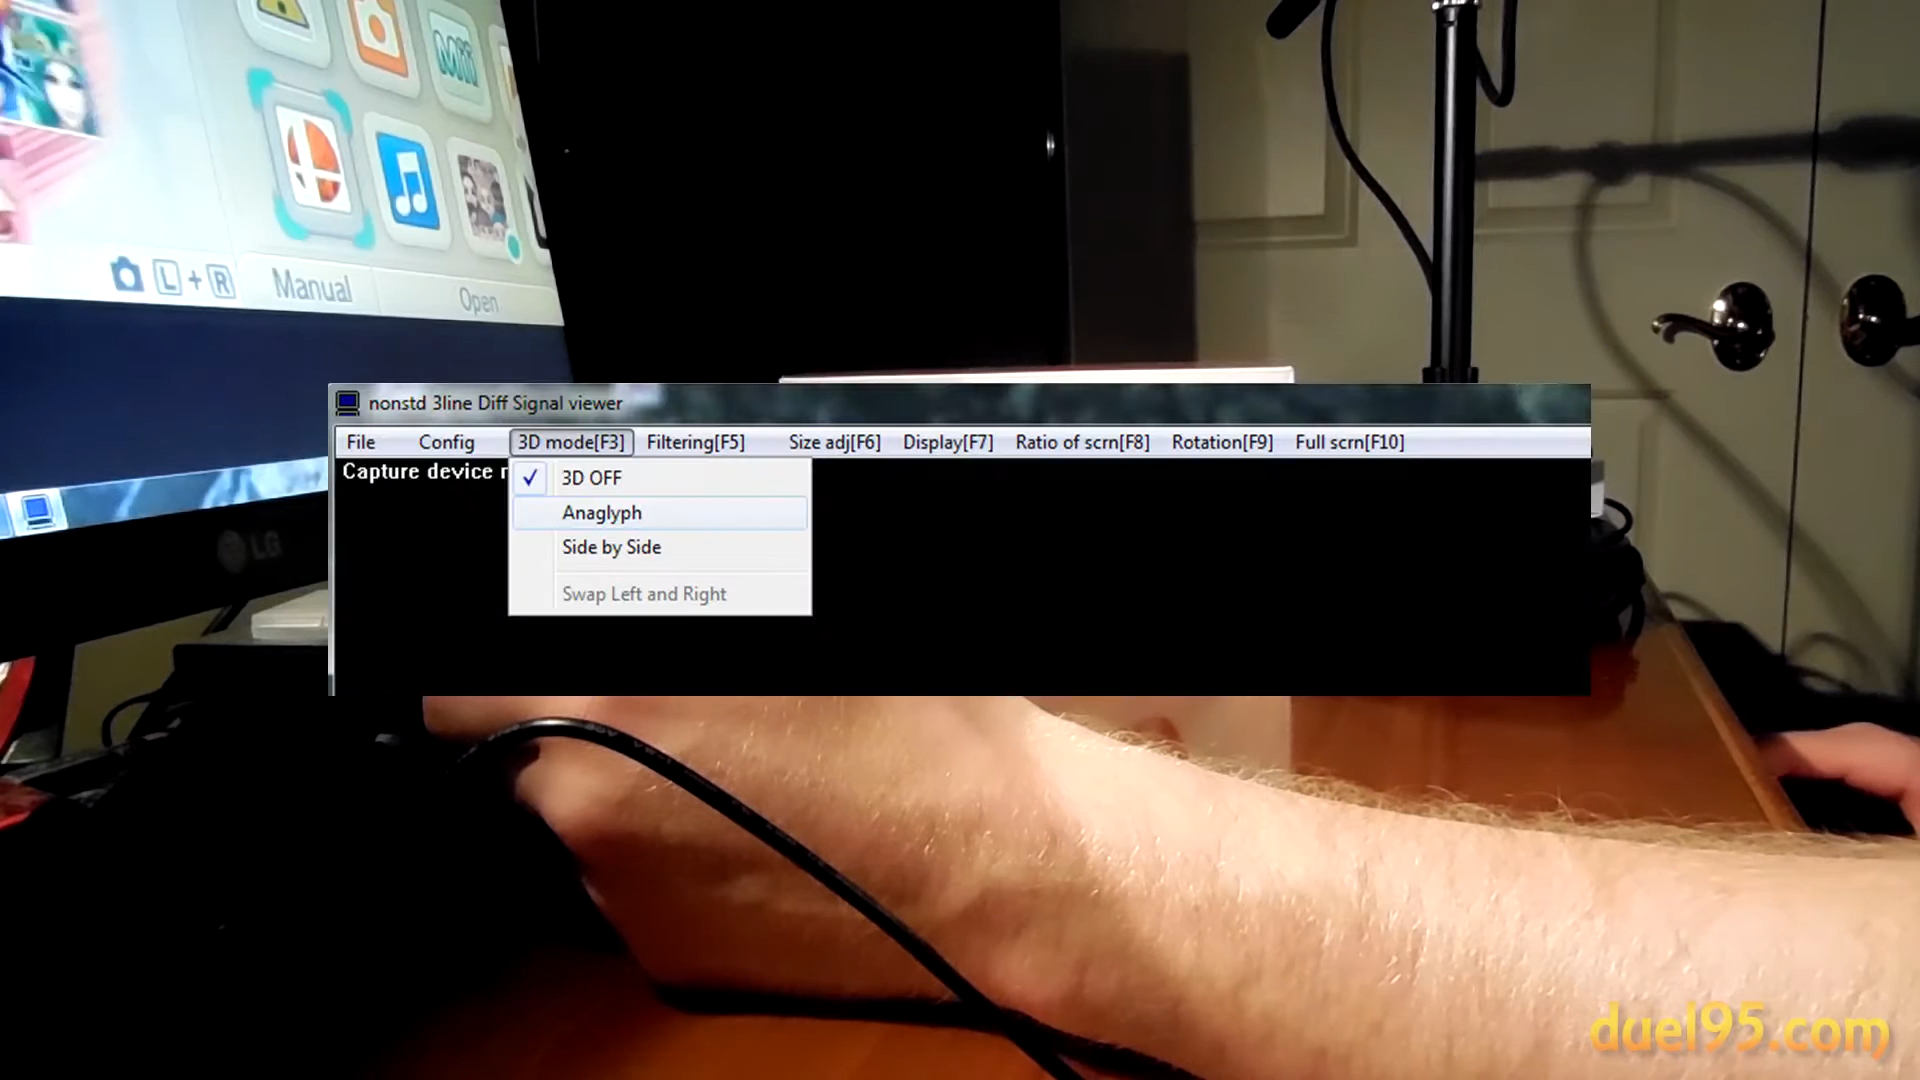 Mii
L + R
Manual
Open
nonstd 3line Diff Signal viewer
File Config 3D mode[F3] Filtering[F5] Size adj[F6] Display[F7] Ratio of scrn[F8] Rotation[F9] Full scrn[F10]
Capture device
3D OFF
Anaglyph
Side by Side
Swap Left and Right
LG
duel95.com